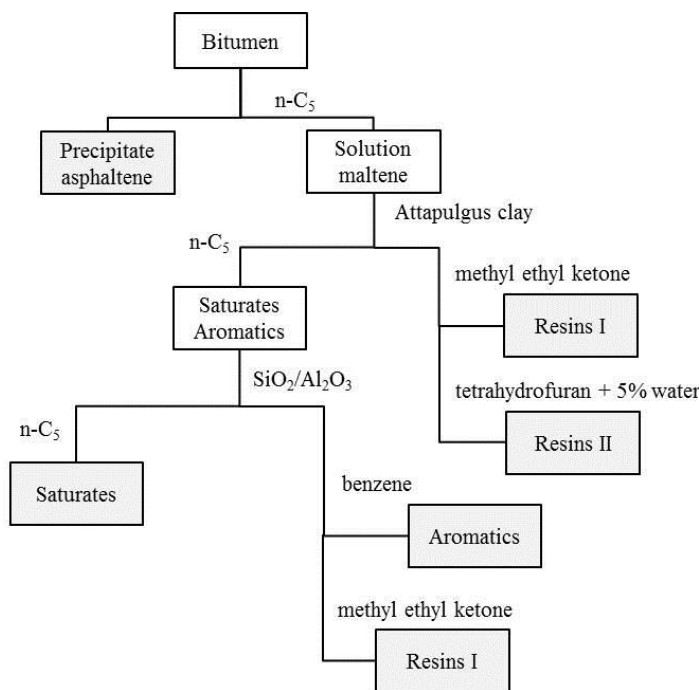 Bitumen
n-C₅
Precipitate
asphaltene
Solution
maltene
Attapulgus clay
n-C₅
methyl ethyl ketone
Saturates
Aromatics
Resins I
SiO₂/Al₂O₃
tetrahydrofuran + 5% water
n-C₅
Resins II
Saturates
benzene
Aromatics
methyl ethyl ketone
Resins I